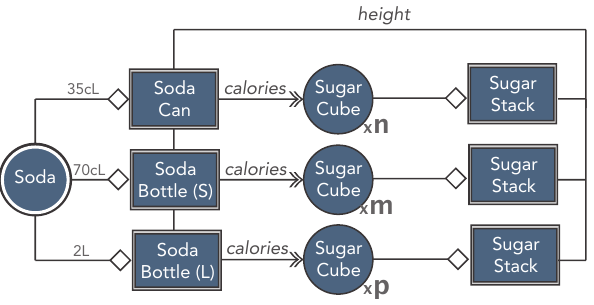 height
35cL
Soda
Can
calories
Sugar
Cube
xn
Sugar
Stack
Soda
70cL
Soda
Bottle (S)
calories
Sugar
Cube
xm
Sugar
Stack
2L
Soda
Bottle (L)
calories
Sugar
Cube
xp
Sugar
Stack